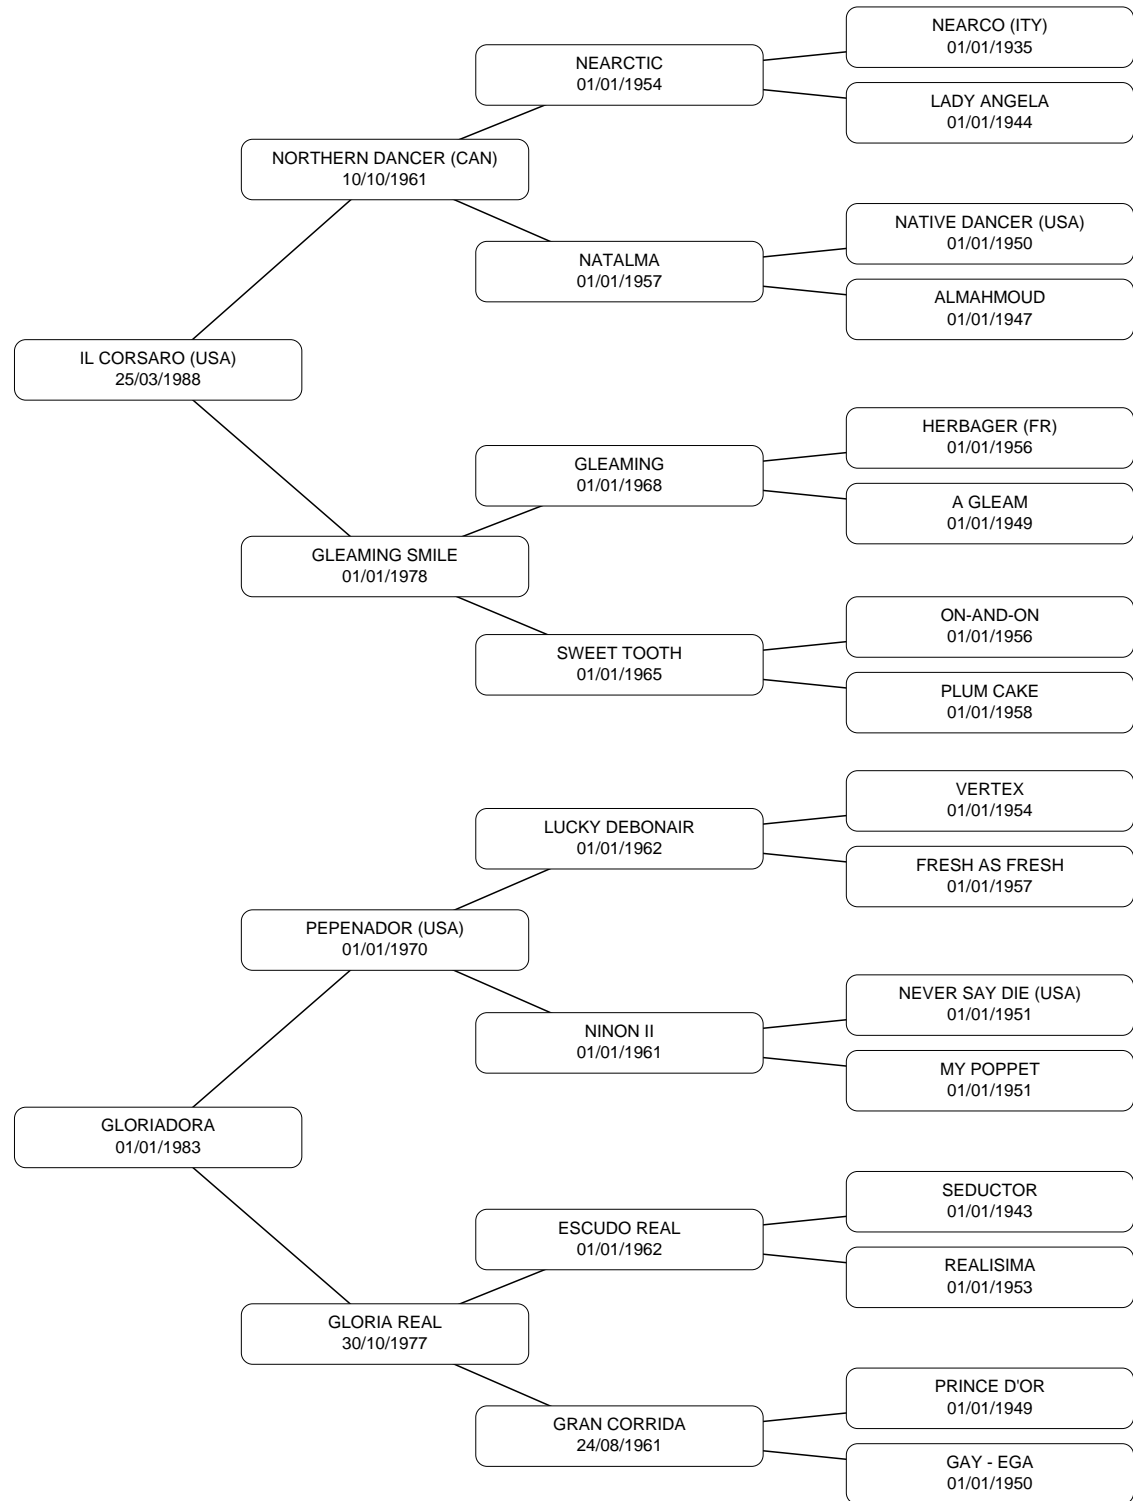 NEARCO (ITY)
01/01/1935
NEARCTIC
01/01/1954
LADY ANGELA
01/01/1944
NORTHERN DANCER (CAN)
10/10/1961
NATIVE DANCER (USA)
01/01/1950
NATALMA
01/01/1957
ALMAHMOUD
01/01/1947
IL CORSARO (USA)
25/03/1988
HERBAGER (FR)
01/01/1956
GLEAMING
01/01/1968
A GLEAM
01/01/1949
GLEAMING SMILE
01/01/1978
ON-AND-ON
01/01/1956
SWEET TOOTH
01/01/1965
PLUM CAKE
01/01/1958
VERTEX
01/01/1954
LUCKY DEBONAIR
01/01/1962
FRESH AS FRESH
01/01/1957
PEPENADOR (USA)
01/01/1970
NEVER SAY DIE (USA)
01/01/1951
NINON II
01/01/1961
MY POPPET
01/01/1951
GLORIADORA
01/01/1983
SEDUCTOR
01/01/1943
ESCUDO REAL
01/01/1962
REALISIMA
01/01/1953
GLORIA REAL
30/10/1977
PRINCE D'OR
01/01/1949
GRAN CORRIDA
24/08/1961
GAY - EGA
01/01/1950